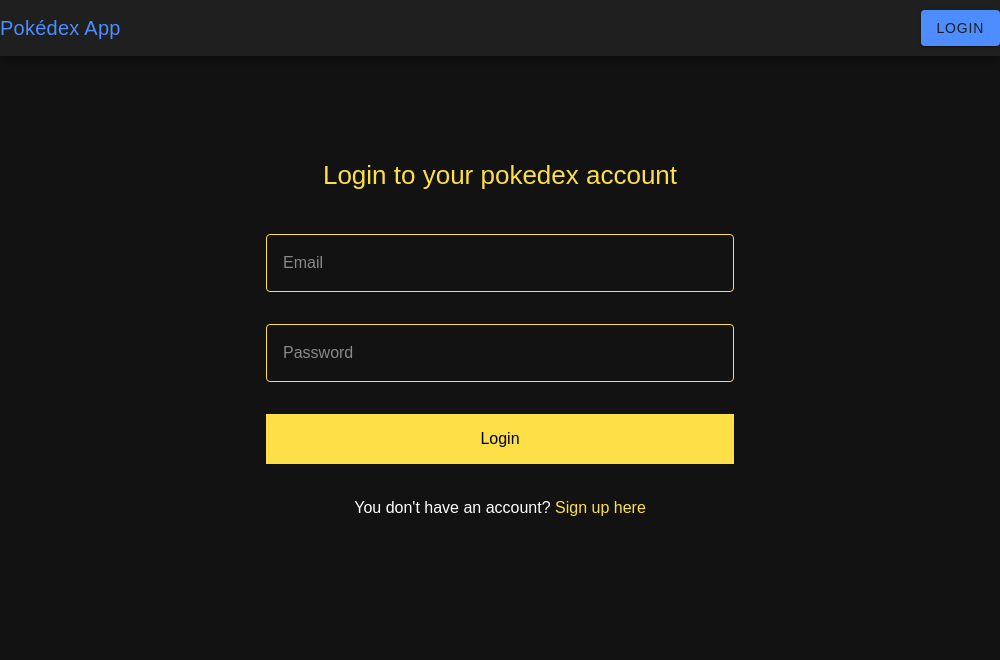 Pokédex App
LOGIN
Login to your pokedex account
Email
Password
Login
You don't have an account? Sign up here